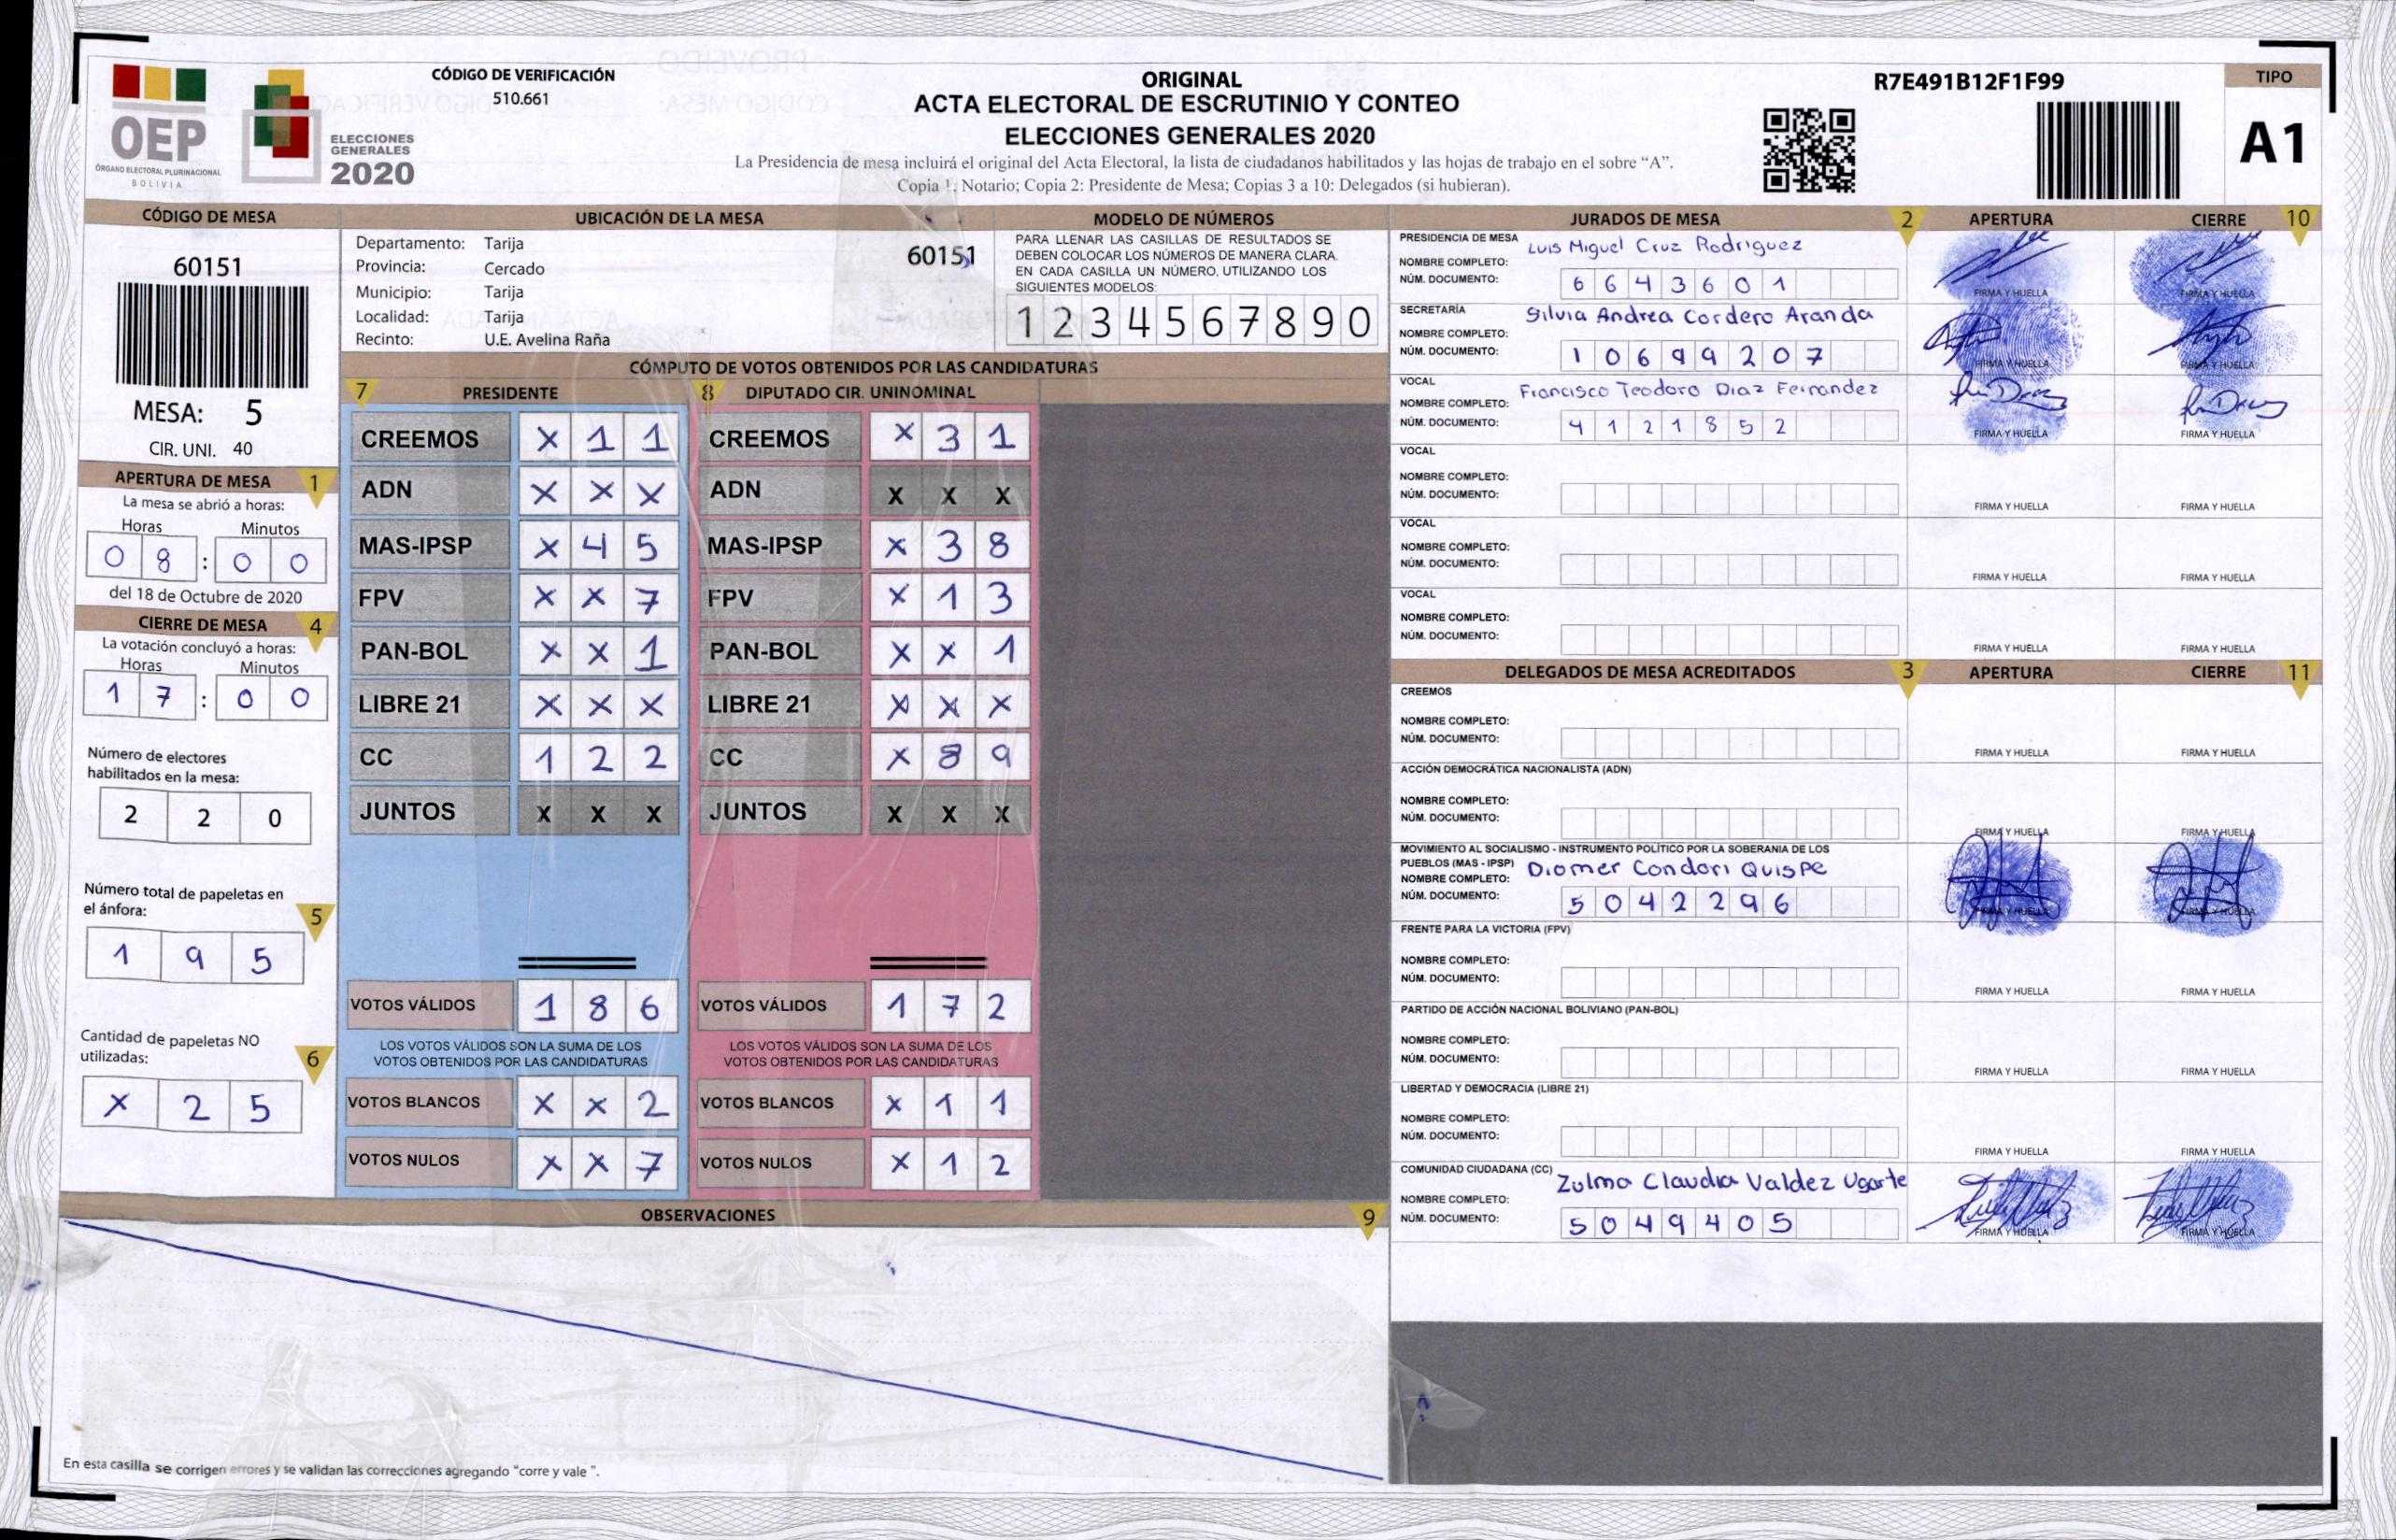 CÓDIGO DE VERIFICACIÓN
510.661
OEP
ÓRGANO ELECTORAL PLURINACIONAL
BOLIVIA
ELECCIONES
GENERALES
2020
ORIGINAL
ACTA ELECTORAL DE ESCRUTINIO Y CONTEO
ELECCIONES GENERALES 2020
La Presidencia de mesa incluirá el original del Acta Electoral, la lista de ciudadanos habilitados y las hojas de trabajo en el sobre “A”.
Copia 1: Notario; Copia 2: Presidente de Mesa; Copias 3 a 10: Delegados (si hubieran).
R7E491B12F1F99
TIPO
A1
CÓDIGO DE MESA
60151
MESA: 5
CIR. UNI. 40
APERTURA DE MESA 1
La mesa se abrió a horas:
Horas Minutos
0 8 : 0 0
del 18 de Octubre de 2020
CIERRE DE MESA 4
La votación concluyó a horas:
Horas Minutos
1 7 : 0 0
Número de electores
habilitados en la mesa:
2 2 0
Número total de papeletas en
el ánfora: 5
1 9 5
Cantidad de papeletas NO
utilizadas: 6
X 2 5
UBICACIÓN DE LA MESA
Departamento: Tarija
60151
Provincia: Cercado
Municipio: Tarija
Localidad: Tarija
Recinto: U.E. Avelina Raña
MODELO DE NÚMEROS
PARA LLENAR LAS CASILLAS DE RESULTADOS SE
DEBEN COLOCAR LOS NÚMEROS DE MANERA CLARA.
EN CADA CASILLA UN NÚMERO, UTILIZANDO LOS
SIGUIENTES MODELOS:
1 2 3 4 5 6 7 8 9 0
CÓMPUTO DE VOTOS OBTENIDOS POR LAS CANDIDATURAS
7 PRESIDENTE
CREEMOS X 1 1
ADN X X X
MAS-IPSP X 4 5
FPV X X 7
PAN-BOL X X 1
LIBRE 21 X X X
CC 1 2 2
JUNTOS X X X
VOTOS VÁLIDOS 1 8 6
LOS VOTOS VÁLIDOS SON LA SUMA DE LOS
VOTOS OBTENIDOS POR LAS CANDIDATURAS
VOTOS BLANCOS X X 2
VOTOS NULOS X X 7
8 DIPUTADO CIR. UNINOMINAL
CREEMOS X 3 1
ADN X X X
MAS-IPSP X 3 8
FPV X 1 3
PAN-BOL X X 1
LIBRE 21 X X X
CC X 8 9
JUNTOS X X X
VOTOS VÁLIDOS 1 7 2
LOS VOTOS VÁLIDOS SON LA SUMA DE LOS
VOTOS OBTENIDOS POR LAS CANDIDATURAS
VOTOS BLANCOS X 1 1
VOTOS NULOS X 1 2
OBSERVACIONES 9
En esta casilla se corrigen errores y se validan las correcciones agregando “corre y vale ”.
JURADOS DE MESA 2 APERTURA CIERRE 10
PRESIDENCIA DE MESA
NOMBRE COMPLETO: Luis Miguel Cruz Rodriguez
NÚM. DOCUMENTO: 6 6 4 3 6 0 1
FIRMA Y HUELLA FIRMA Y HUELLA
SECRETARÍA
NOMBRE COMPLETO: Silvia Andrea Cordero Aranda
NÚM. DOCUMENTO: 1 0 6 9 9 2 0 7
FIRMA Y HUELLA FIRMA Y HUELLA
VOCAL
NOMBRE COMPLETO: Francisco Teodoro Diaz Fernandez
NÚM. DOCUMENTO: 4 1 2 1 8 5 2
FIRMA Y HUELLA FIRMA Y HUELLA
VOCAL
NOMBRE COMPLETO:
NÚM. DOCUMENTO:
FIRMA Y HUELLA FIRMA Y HUELLA
VOCAL
NOMBRE COMPLETO:
NÚM. DOCUMENTO:
FIRMA Y HUELLA FIRMA Y HUELLA
VOCAL
NOMBRE COMPLETO:
NÚM. DOCUMENTO:
FIRMA Y HUELLA FIRMA Y HUELLA
DELEGADOS DE MESA ACREDITADOS 3 APERTURA CIERRE 11
CREEMOS
NOMBRE COMPLETO:
NÚM. DOCUMENTO:
FIRMA Y HUELLA FIRMA Y HUELLA
ACCIÓN DEMOCRÁTICA NACIONALISTA (ADN)
NOMBRE COMPLETO:
NÚM. DOCUMENTO:
FIRMA Y HUELLA FIRMA Y HUELLA
MOVIMIENTO AL SOCIALISMO - INSTRUMENTO POLÍTICO POR LA SOBERANIA DE LOS
PUEBLOS (MAS - IPSP)
NOMBRE COMPLETO: Diomer Condori Quispe
NÚM. DOCUMENTO: 5 0 4 2 2 9 6
FIRMA Y HUELLA FIRMA Y HUELLA
FRENTE PARA LA VICTORIA (FPV)
NOMBRE COMPLETO:
NÚM. DOCUMENTO:
FIRMA Y HUELLA FIRMA Y HUELLA
PARTIDO DE ACCIÓN NACIONAL BOLIVIANO (PAN-BOL)
NOMBRE COMPLETO:
NÚM. DOCUMENTO:
FIRMA Y HUELLA FIRMA Y HUELLA
LIBERTAD Y DEMOCRACIA (LIBRE 21)
NOMBRE COMPLETO:
NÚM. DOCUMENTO:
FIRMA Y HUELLA FIRMA Y HUELLA
COMUNIDAD CIUDADANA (CC)
NOMBRE COMPLETO: Zulma Claudia Valdez Ugarte
NÚM. DOCUMENTO: 5 0 4 9 4 0 5
FIRMA Y HUELLA FIRMA Y HUELLA